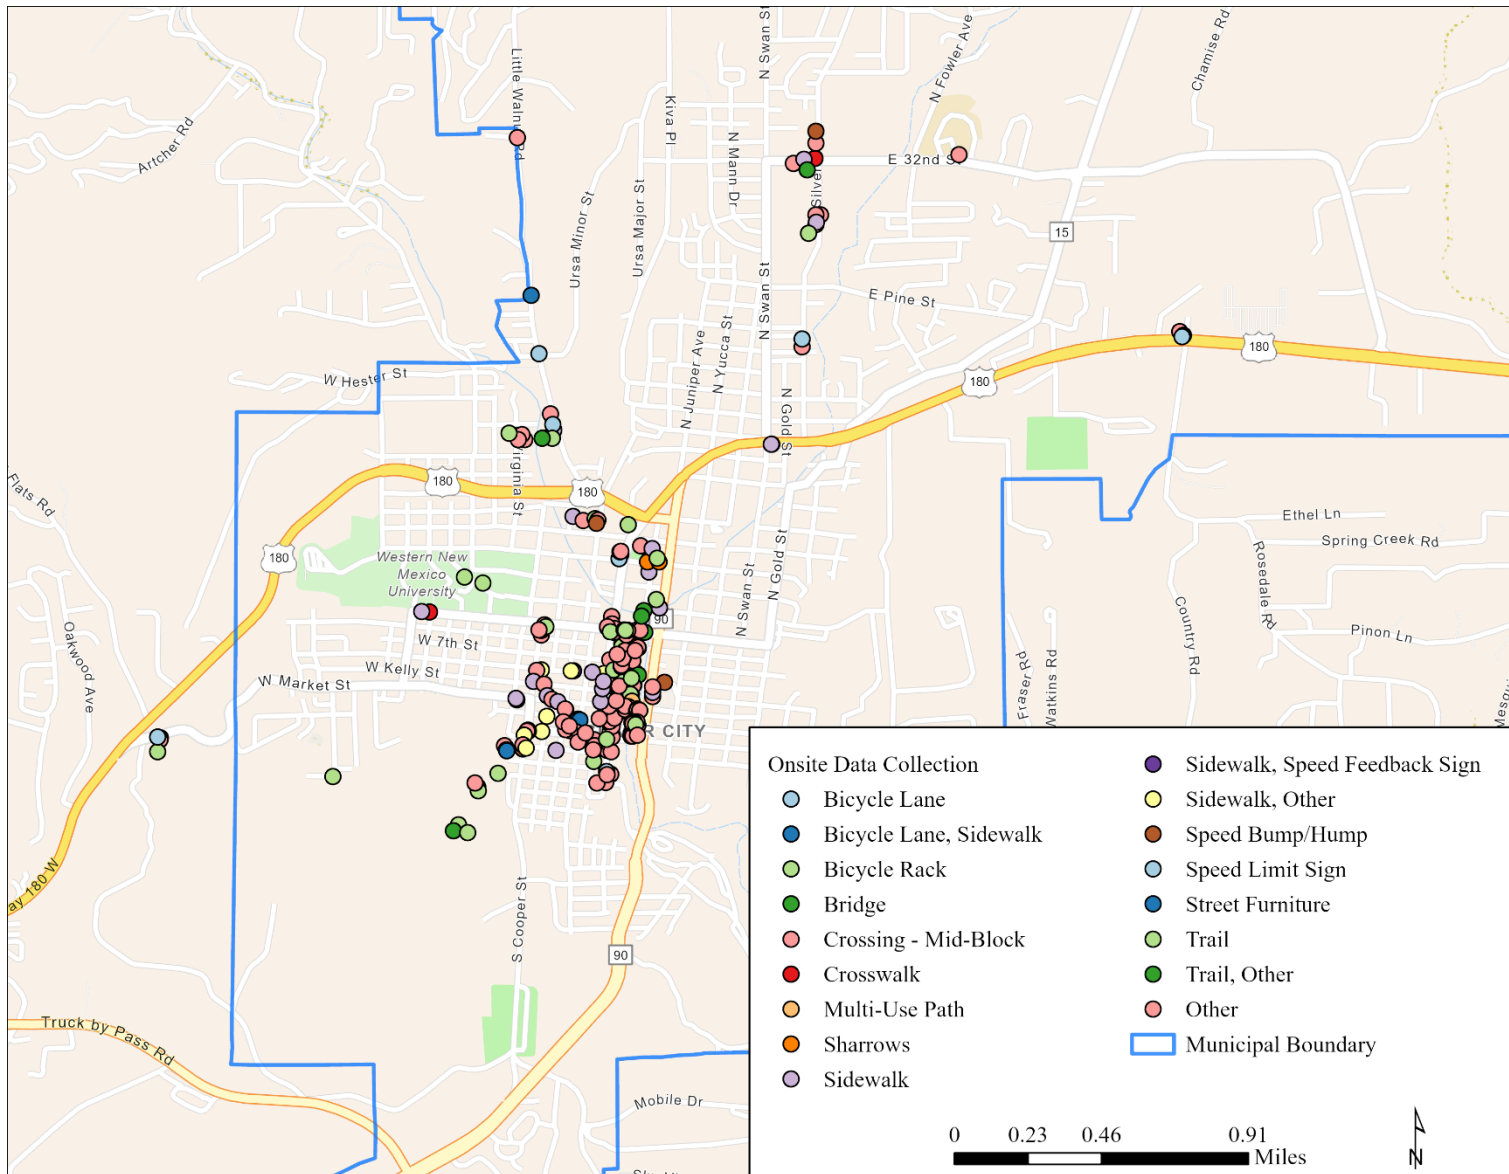 Little Walnut Rd
Kiva Pl
N Swan St
N Fowler Ave
Chamise Rd
Artcher Rd
N Mann Dr
E 32nd St
Ursa Minor St
Ursa Major St
Silver
15
N Swan St
E Pine St
180
N Yucca St
N Juniper Ave
W Hester St
180
N Gold St
Flats Rd
Virginia St
180
180
Ethel Ln
Spring Creek Rd
180
Western New
Mexico
University
N Gold St
N Swan St
Rosedale Rd
Country Rd
90
Oakwood Ave
W 7th St
Pinon Ln
W Kelly St
W Market St
Fraser Rd
Watkins Rd
R CITY
ay 180 W
S Cooper St
90
Truck by Pass Rd
Mobile Dr
Onsite Data Collection
Bicycle Lane
Bicycle Lane, Sidewalk
Bicycle Rack
Bridge
Crossing - Mid-Block
Crosswalk
Multi-Use Path
Sharrows
Sidewalk
Sidewalk, Speed Feedback Sign
Sidewalk, Other
Speed Bump/Hump
Speed Limit Sign
Street Furniture
Trail
Trail, Other
Other
Municipal Boundary
0 0.23 0.46 0.91
Miles
N